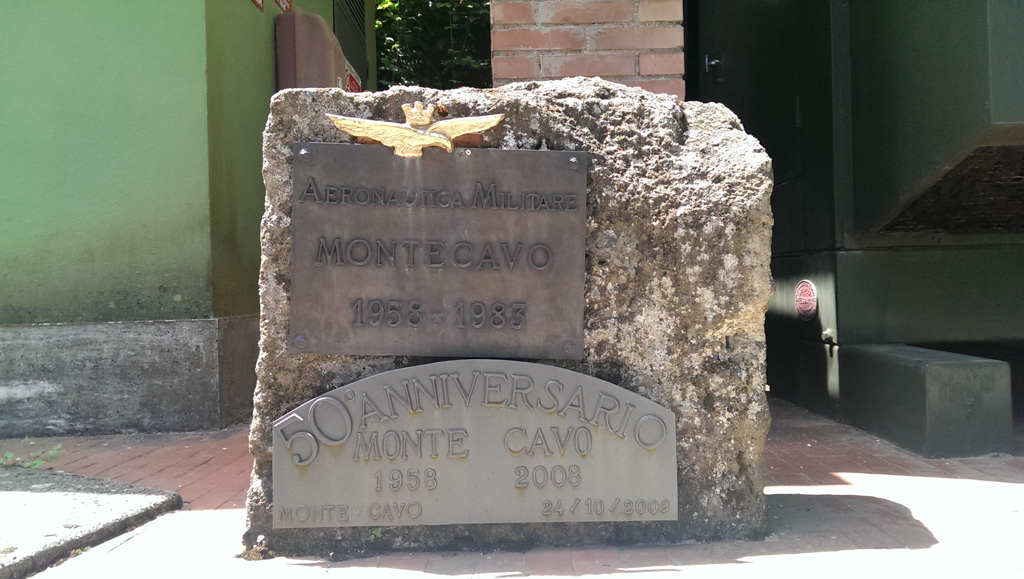 AERONAUTICA MILITARE
MONTECAVO
1958 - 1983
50° ANNIVERSARIO
MONTE CAVO
1958 2008
MONTE CAVO 24/10/2008